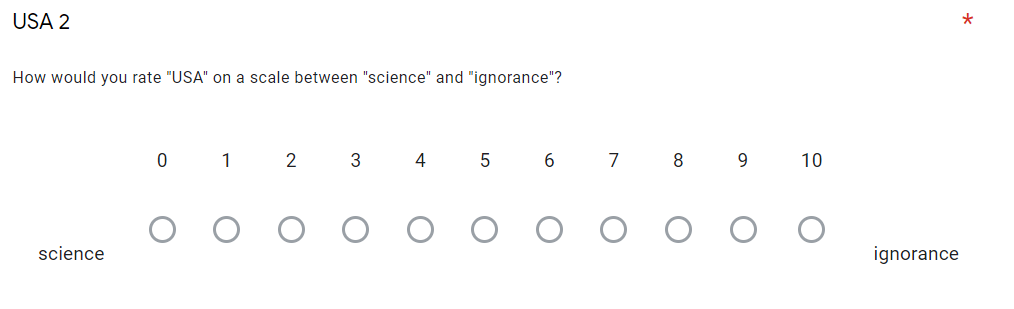 USA 2 *
How would you rate "USA" on a scale between "science" and "ignorance"?
0 1 2 3 4 5 6 7 8 9 10
science ignorance